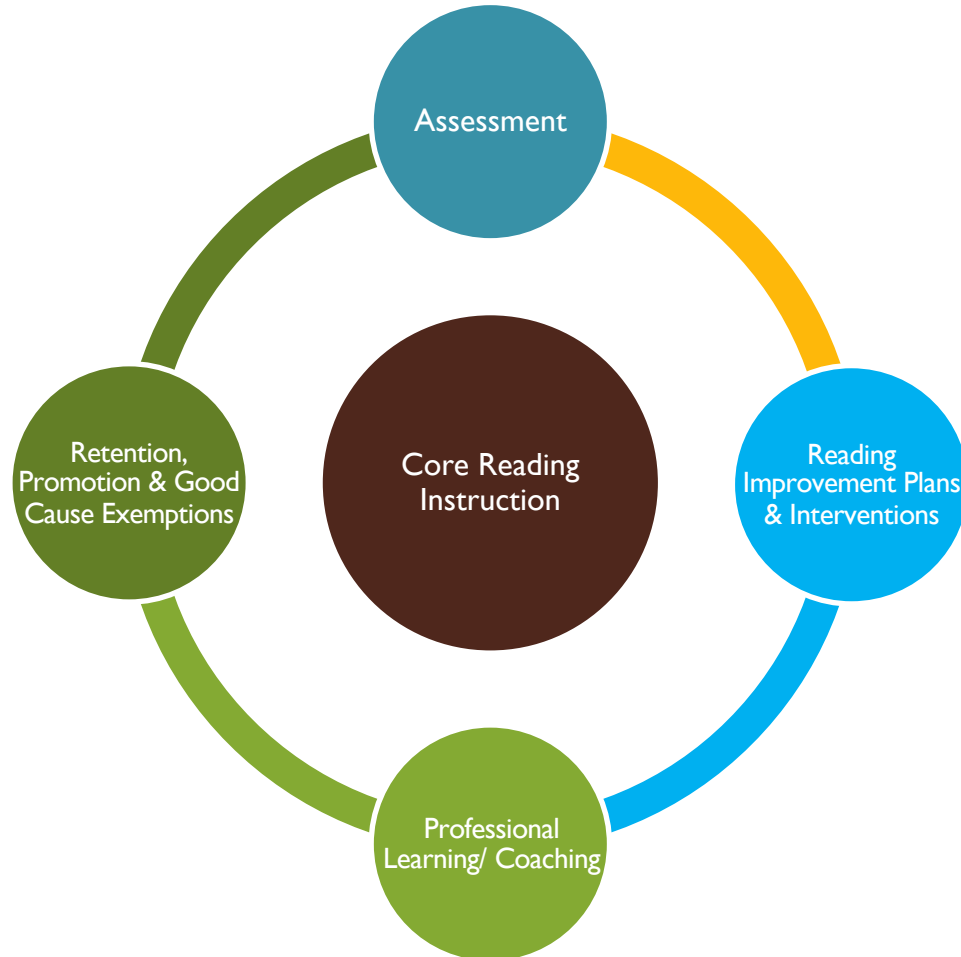 Assessment
Retention,
Promotion & Good
Cause Exemptions
Core Reading
Instruction
Reading
Improvement Plans
& Interventions
Professional
Learning/ Coaching